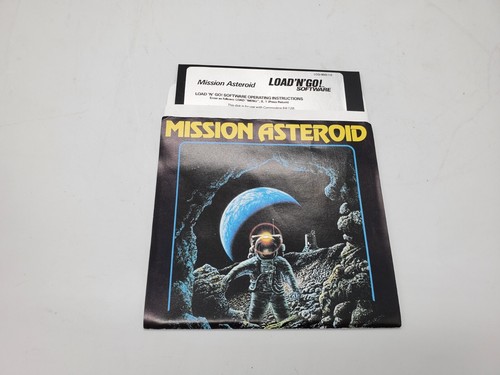 Mission Asteroid
LOAD'N'GO!
SOFTWARE
LOAD 'N' GO! SOFTWARE OPERATING INSTRUCTIONS
MISSION ASTEROID